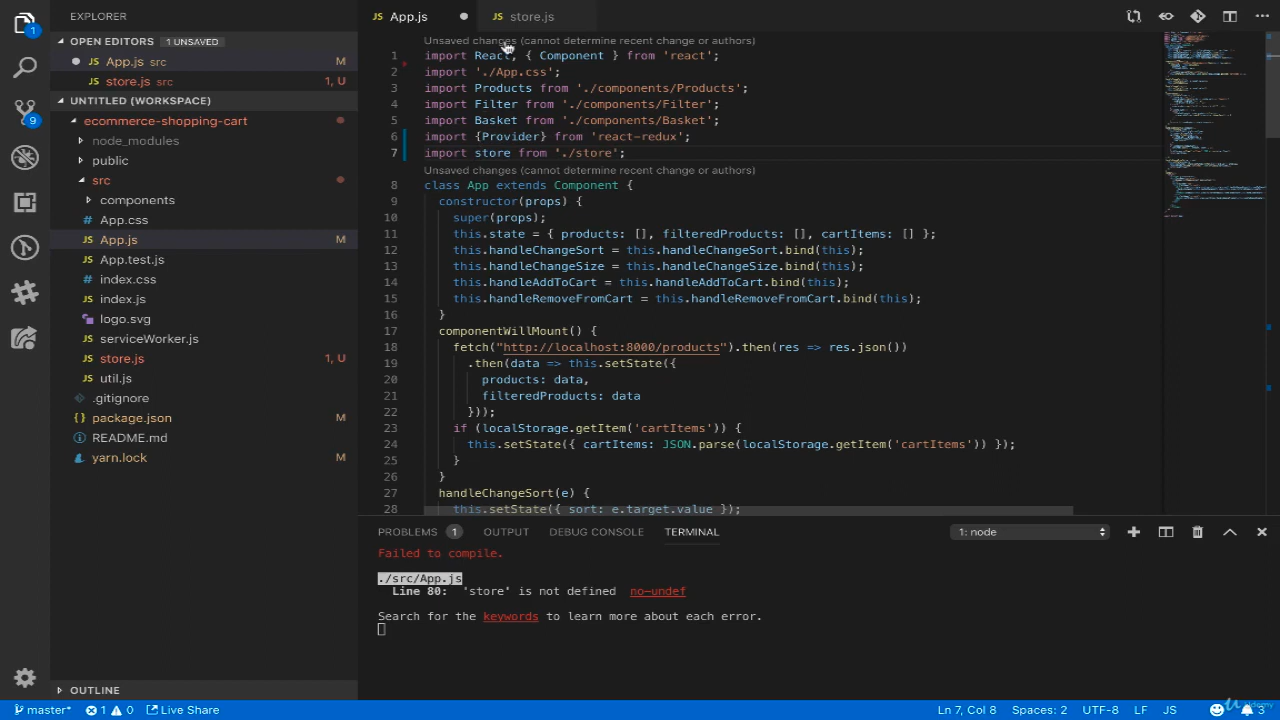 EXPLORER
App.js
store.js
OPEN EDITORS 1 UNSAVED
App.js src M
store.js src 1, U
UNTITLED (WORKSPACE)
ecommerce-shopping-cart
node_modules
public
src
components
App.css
App.js M
App.test.js
index.css
index.js
logo.svg
serviceWorker.js
store.js 1, U
util.js
.gitignore
package.json M
README.md
yarn.lock M
OUTLINE
1
9
Unsaved changes (cannot determine recent change or authors)
1 import React, { Component } from 'react';
2 import './App.css';
3 import Products from './components/Products';
4 import Filter from './components/Filter';
5 import Basket from './components/Basket';
6 import {Provider} from 'react-redux';
7 import store from './store';
Unsaved changes (cannot determine recent change or authors)
8 class App extends Component {
9 constructor(props) {
10 super(props);
11 this.state = { products: [], filteredProducts: [], cartItems: [] };
12 this.handleChangeSort = this.handleChangeSort.bind(this);
13 this.handleChangeSize = this.handleChangeSize.bind(this);
14 this.handleAddToCart = this.handleAddToCart.bind(this);
15 this.handleRemoveFromCart = this.handleRemoveFromCart.bind(this);
16 }
17 componentWillMount() {
18 fetch("http://localhost:8000/products").then(res => res.json())
19 .then(data => this.setState({
20 products: data,
21 filteredProducts: data
22 }));
23 if (localStorage.getItem('cartItems')) {
24 this.setState({ cartItems: JSON.parse(localStorage.getItem('cartItems')) });
25 }
26 }
27 handleChangeSort(e) {
28 this.setState({ sort: e.target.value });
PROBLEMS 1 OUTPUT DEBUG CONSOLE TERMINAL 1: node
Failed to compile.
./src/App.js
Line 80: 'store' is not defined no-undef
Search for the keywords to learn more about each error.
master* 1 0 Live Share Ln 7, Col 8 Spaces: 2 UTF-8 LF JS 3
Udemy